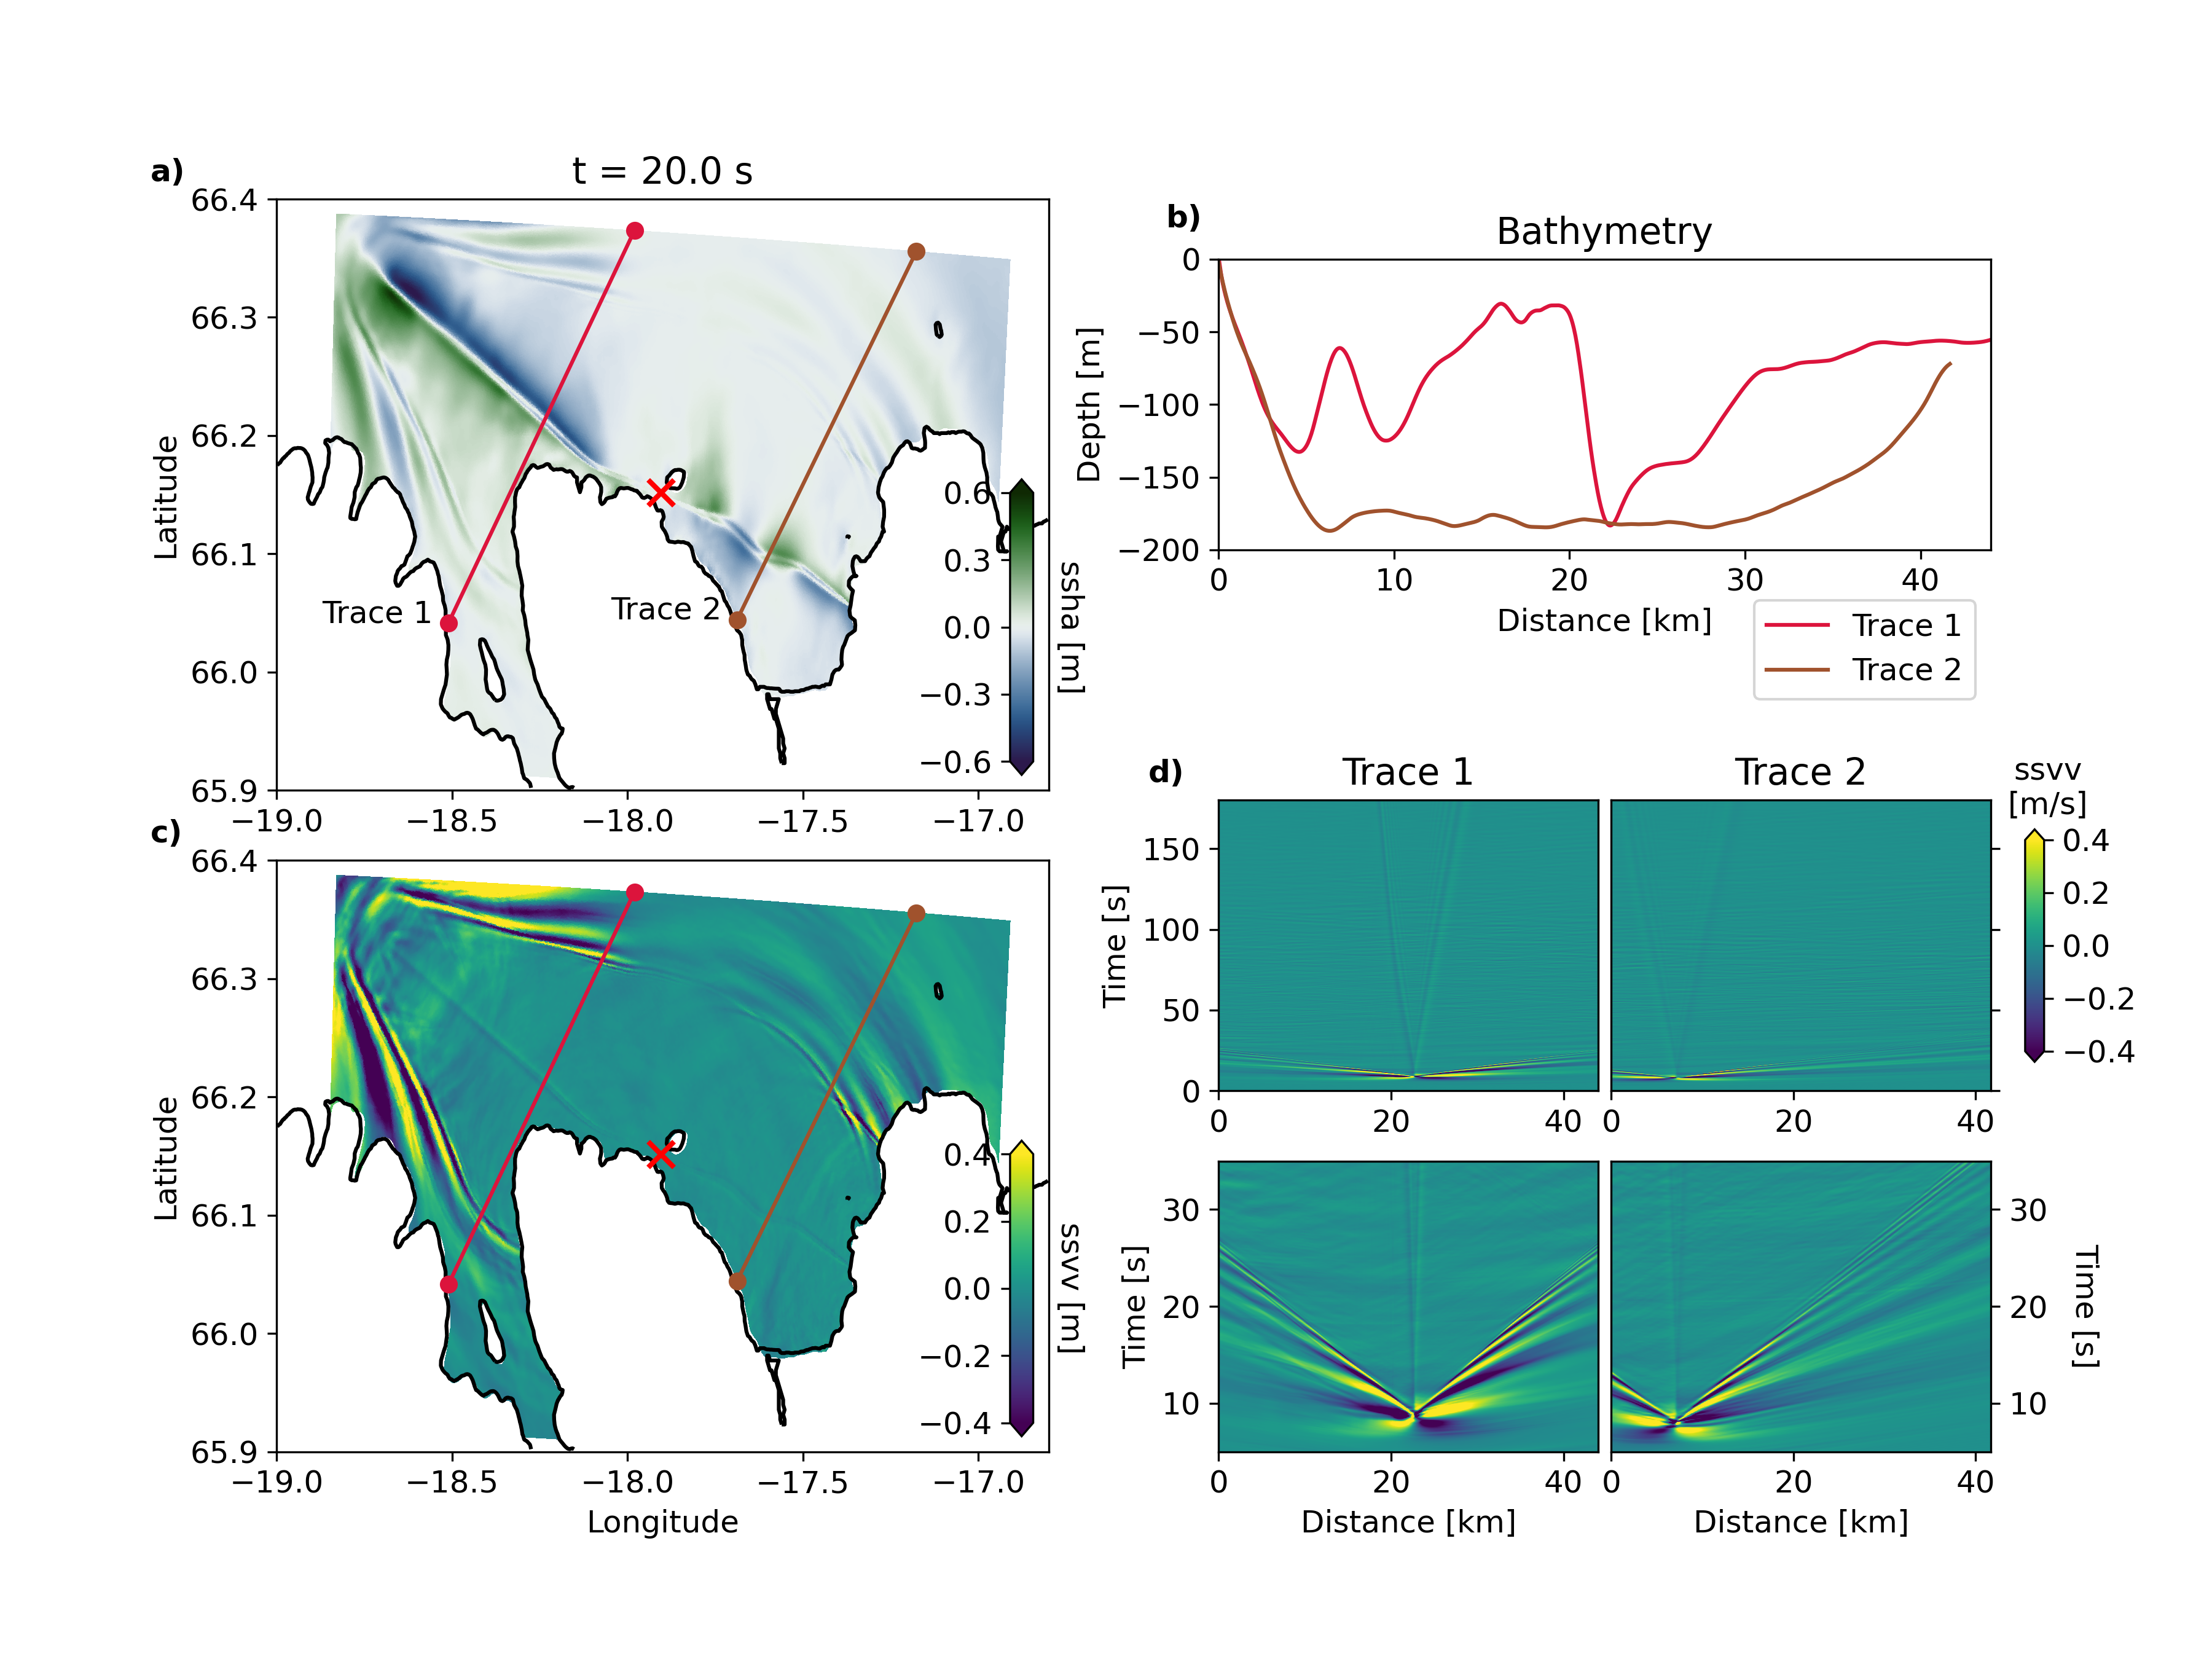 a)
t = 20.0 s
66.4
66.3
66.2
66.1
66.0
65.9
Latitude
−19.0 −18.5 −18.0 −17.5 −17.0
Trace 1
Trace 2
0.6
0.3
0.0
−0.3
−0.6
ssha [m]
b)
Bathymetry
0
−50
−100
−150
−200
Depth [m]
0 10 20 30 40
Distance [km]
Trace 1
Trace 2
c)
66.4
66.3
66.2
66.1
66.0
65.9
Latitude
−19.0 −18.5 −18.0 −17.5 −17.0
Longitude
0.4
0.2
0.0
−0.2
−0.4
ssvv [m]
d)
Trace 1 Trace 2
ssvv
[m/s]
0.4
0.2
0.0
−0.2
−0.4
150
100
50
0
Time [s]
0 20 40 0 20 40
30
20
10
Time [s]
30
20
10
Time [s]
0 20 40 0 20 40
Distance [km] Distance [km]